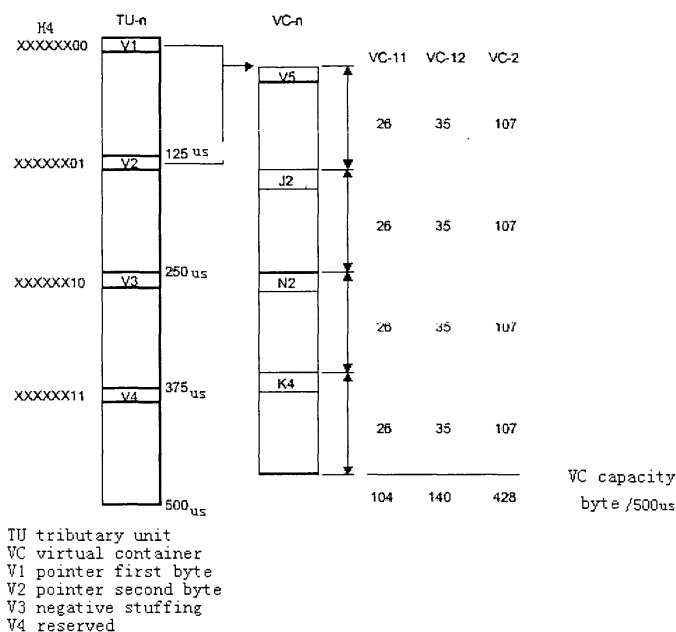 H4 TU-n VC-n
XXXXXX00 V1
VC-11 VC-12 VC-2
V5
26 35 107
125 us
XXXXXX01 V2
J2
26 35 107
250 us
XXXXXX10 V3
N2
26 35 107
375 us
K4
XXXXXX11 V4
26 35 107
VC capacity
104 140 428 byte /500us
500 us
TU tributary unit
VC virtual container
V1 pointer first byte
V2 pointer second byte
V3 negative stuffing
V4 reserved